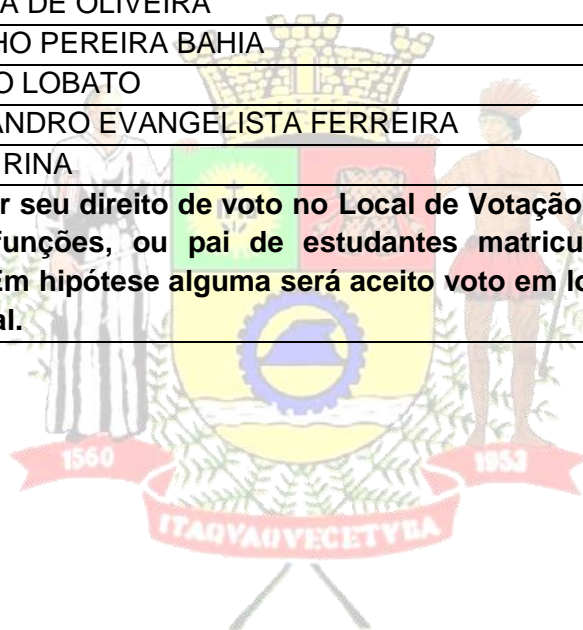 A DE OLIVEIRA
HO PEREIRA BAHIA
O LOBATO
ANDRO EVANGELISTA FERREIRA
RINA
r seu direito de voto no Local de Votação
funções, ou pai de estudantes matricu
Em hipótese alguma será aceito voto em lo
al.
1560
1953
ITAQVAQVECETVBA